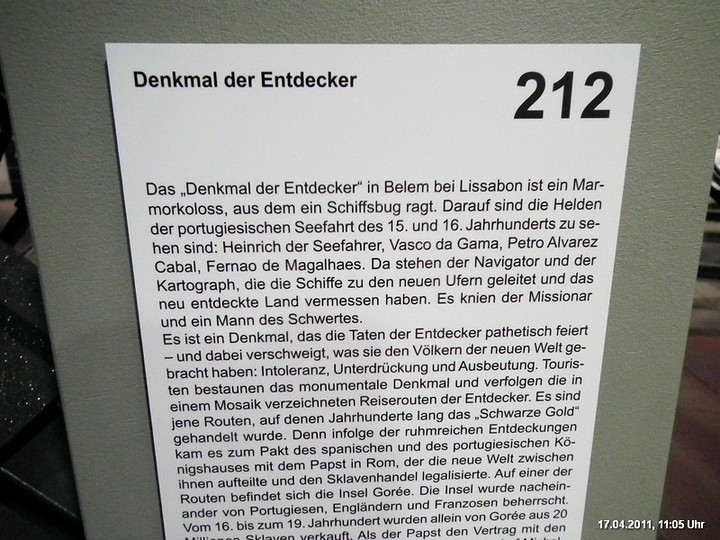 Denkmal der Entdecker
212
Das „Denkmal der Entdecker“ in Belem bei Lissabon ist ein Mar-
morkoloss, aus dem ein Schiffsbug ragt. Darauf sind die Helden
der portugiesischen Seefahrt des 15. und 16. Jahrhunderts zu se-
hen sind: Heinrich der Seefahrer, Vasco da Gama, Petro Alvarez
Cabal, Fernao de Magalhaes. Da stehen der Navigator und der
Kartograph, die die Schiffe zu den neuen Ufern geleitet und das
neu entdeckte Land vermessen haben. Es knien der Missionar
und ein Mann des Schwertes.
Es ist ein Denkmal, das die Taten der Entdecker pathetisch feiert
– und dabei verschweigt, was sie den Völkern der neuen Welt ge-
bracht haben: Intoleranz, Unterdrückung und Ausbeutung. Touris-
ten bestaunen das monumentale Denkmal und verfolgen die in
einem Mosaik verzeichneten Reiserouten der Entdecker. Es sind
jene Routen, auf denen Jahrhunderte lang das „Schwarze Gold“
gehandelt wurde. Denn infolge der ruhmreichen Entdeckungen
kam es zum Pakt des spanischen und des portugiesischen Kö-
nigshauses mit dem Papst in Rom, der die neue Welt zwischen
ihnen aufteilte und den Sklavenhandel legalisierte. Auf einer der
Routen befindet sich die Insel Gorée. Die Insel wurde nachein-
ander von Portugiesen, Engländern und Franzosen beherrscht.
Vom 16. bis zum 19. Jahrhundert wurden allein von Gorée aus 20
Millionen Sklaven verkauft. Als der Papst den Vertrag mit den
17.04.2011, 11:05 Uhr